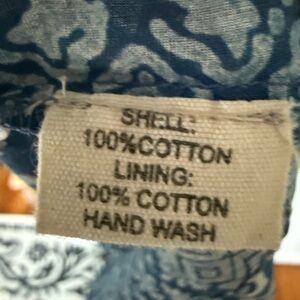 SHELL:
100%COTTON
LINING:
100% COTTON
HAND WASH